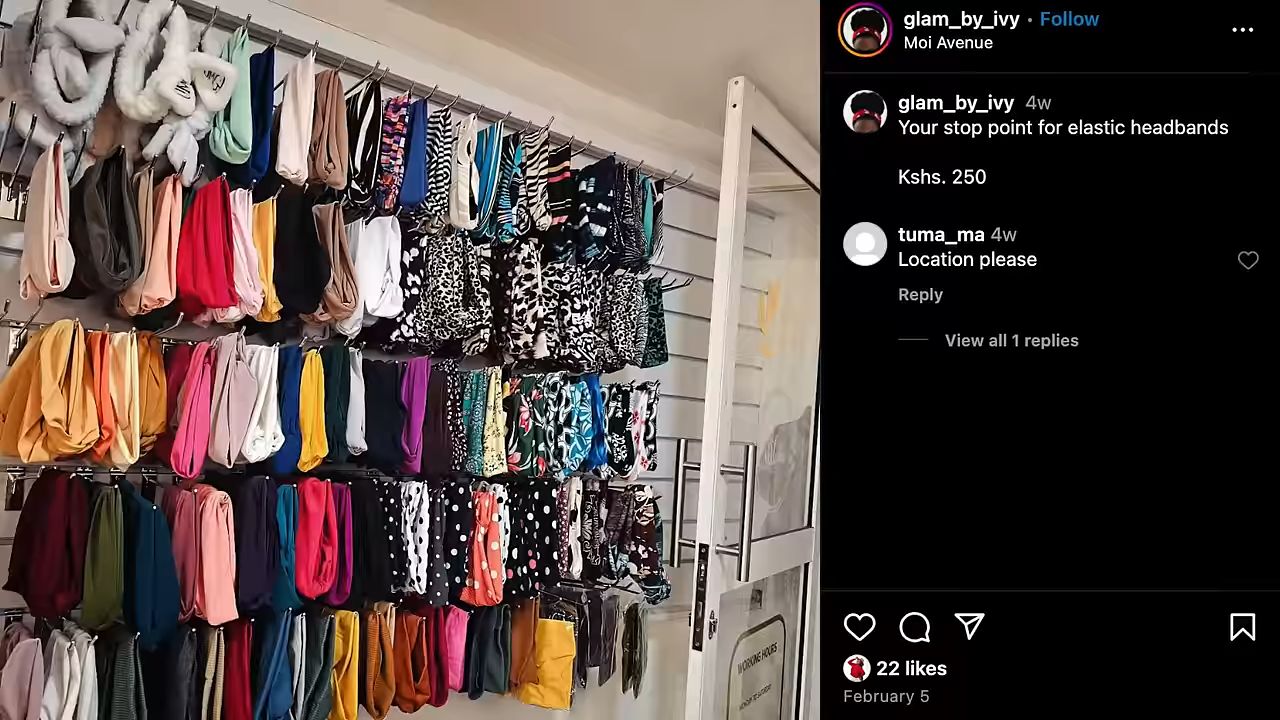 glam_by_ivy • Follow
Moi Avenue
glam_by_ivy 4w
Your stop point for elastic headbands
Kshs. 250
tuma_ma 4w
Location please
Reply
View all 1 replies
22 likes
February 5
WORKING HOURS